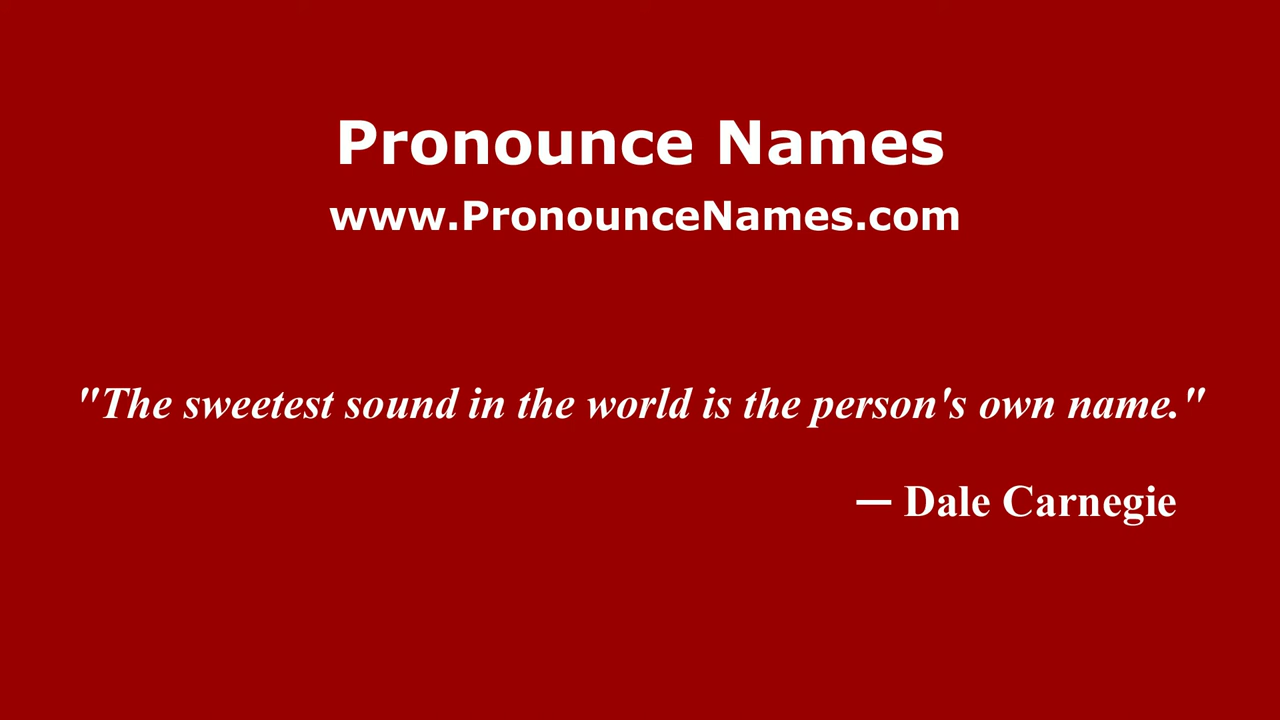 Pronounce Names
www.PronounceNames.com
"The sweetest sound in the world is the person's own name."
— Dale Carnegie